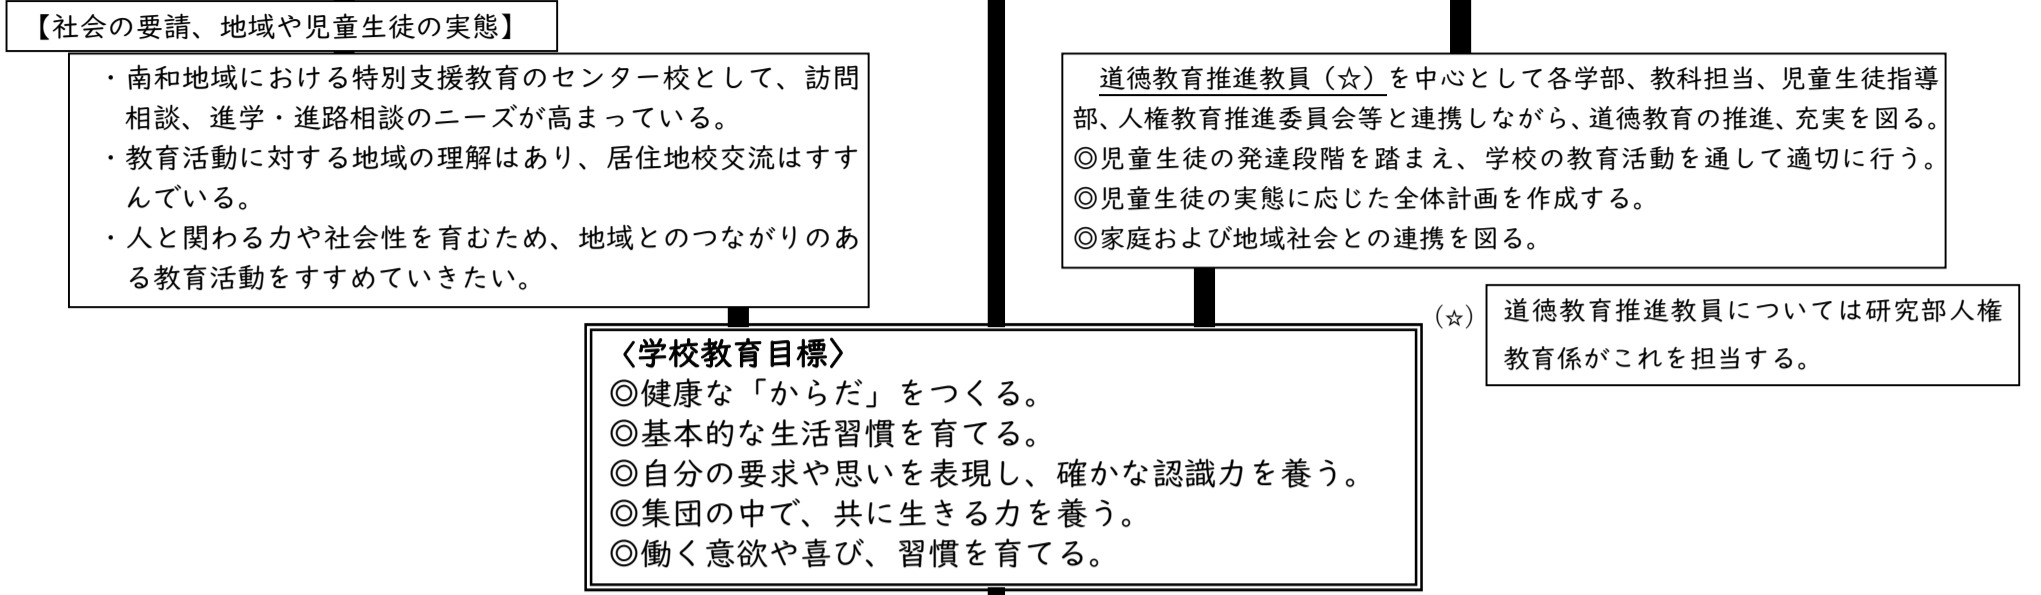 【社会の要請、地域や児童生徒の実態】
・南和地域における特別支援教育のセンター校として、訪問
相談、進学・進路相談のニーズが高まっている。
・教育活動に対する地域の理解はあり、居住地校交流はすす
んでいる。
・人と関わる力や社会性を育むため、地域とのつながりのあ
る教育活動をすすめていきたい。
道徳教育推進教員（☆）を中心として各学部、教科担当、児童生徒指導
部、人権教育推進委員会等と連携しながら、道徳教育の推進、充実を図る。
◎児童生徒の発達段階を踏まえ、学校の教育活動を通して適切に行う。
◎児童生徒の実態に応じた全体計画を作成する。
◎家庭および地域社会との連携を図る。
（☆）
道徳教育推進教員については研究部人権
教育係がこれを担当する。
〈学校教育目標〉
◎健康な「からだ」をつくる。
◎基本的な生活習慣を育てる。
◎自分の要求や思いを表現し、確かな認識力を養う。
◎集団の中で、共に生きる力を養う。
◎働く意欲や喜び、習慣を育てる。